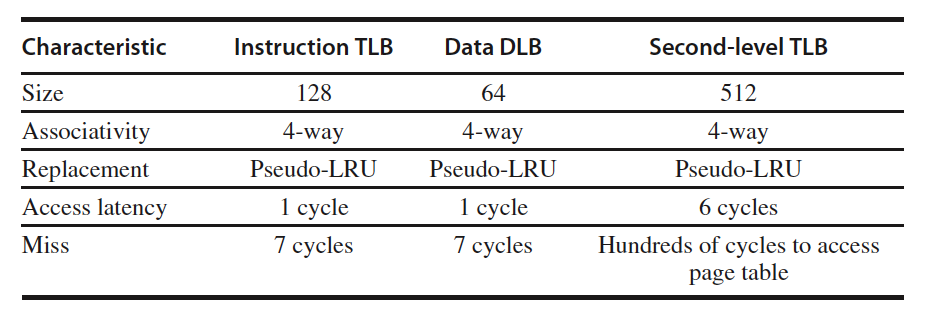 Characteristic Instruction TLB Data DLB Second-level TLB
Size 128 64 512
Associativity 4-way 4-way 4-way
Replacement Pseudo-LRU Pseudo-LRU Pseudo-LRU
Access latency 1 cycle 1 cycle 6 cycles
Miss 7 cycles 7 cycles Hundreds of cycles to access
page table